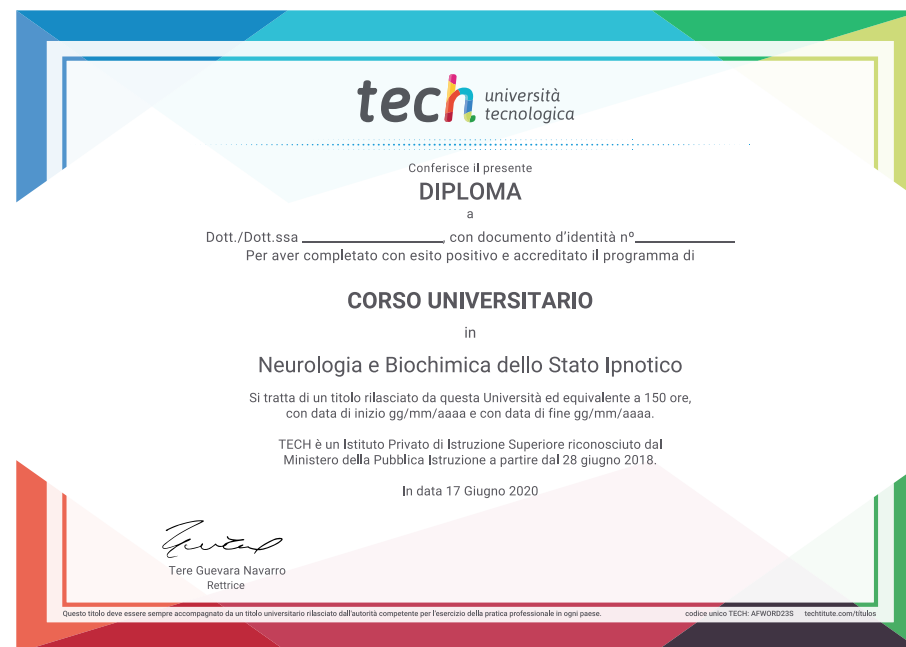 tech università
tecnologica
Conferisce il presente
DIPLOMA
a
Dott./Dott.ssa ____________________, con documento d'identità nº______________
Per aver completato con esito positivo e accreditato il programma di
CORSO UNIVERSITARIO
in
Neurologia e Biochimica dello Stato Ipnotico
Si tratta di un titolo rilasciato da questa Università ed equivalente a 150 ore,
con data di inizio gg/mm/aaaa e con data di fine gg/mm/aaaa.
TECH è un Istituto Privato di Istruzione Superiore riconosciuto dal
Ministero della Pubblica Istruzione a partire dal 28 giugno 2018.
In data 17 Giugno 2020
Tere Guevara Navarro
Rettrice
Questo titolo deve essere sempre accompagnato da un titolo universitario rilasciato dall'autorità competente per l'esercizio della pratica professionale in ogni paese. codice unico TECH: AFWORD23S techtitute.com/titulos